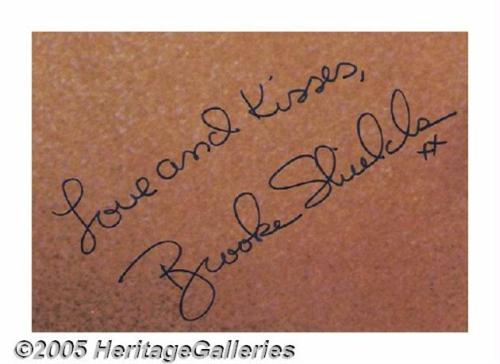 Love and Kisses,
Brooke Shields
xx
©2005 HeritageGalleries